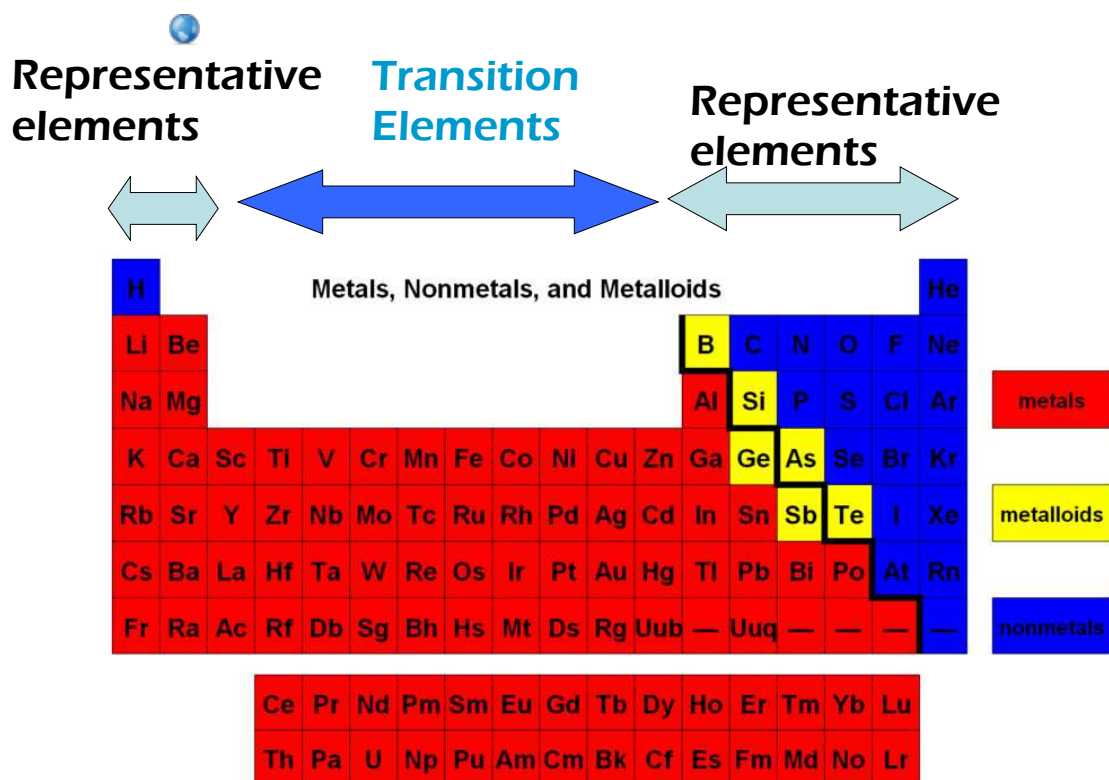 Representative
elements
Transition
Elements
Representative
elements
Metals, Nonmetals, and Metalloids
H He
Li Be B C N O F Ne
Na Mg Al Si P S Cl Ar
metals
K Ca Sc Ti V Cr Mn Fe Co Ni Cu Zn Ga Ge As Se Br Kr
Rb Sr Y Zr Nb Mo Tc Ru Rh Pd Ag Cd In Sn Sb Te I Xe
metalloids
Cs Ba La Hf Ta W Re Os Ir Pt Au Hg Tl Pb Bi Po At Rn
Fr Ra Ac Rf Db Sg Bh Hs Mt Ds Rg Uub — Uuq — — — —
nonmetals
Ce Pr Nd Pm Sm Eu Gd Tb Dy Ho Er Tm Yb Lu
Th Pa U Np Pu Am Cm Bk Cf Es Fm Md No Lr